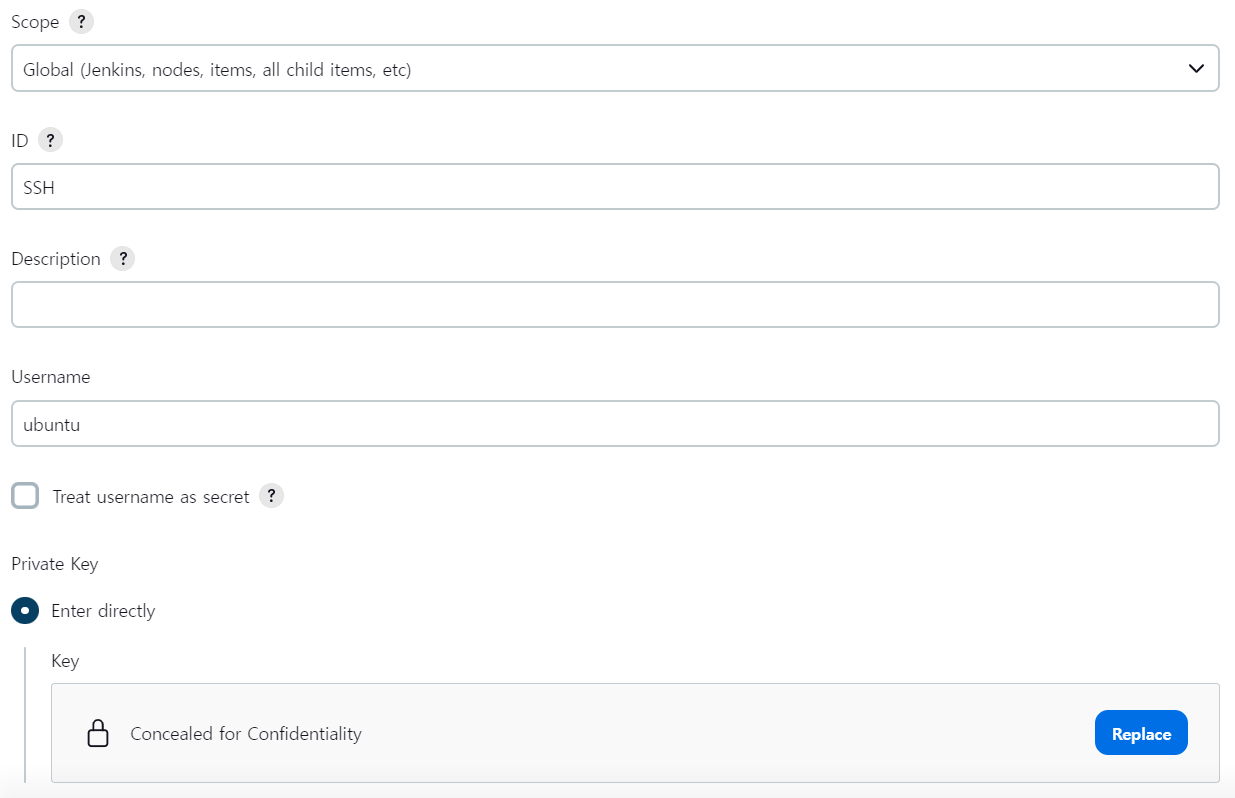 Scope ?
Global (Jenkins, nodes, items, all child items, etc)
ID ?
SSH
Description ?
Username
ubuntu
Treat username as secret ?
Private Key
Enter directly
Key
Concealed for Confidentiality
Replace